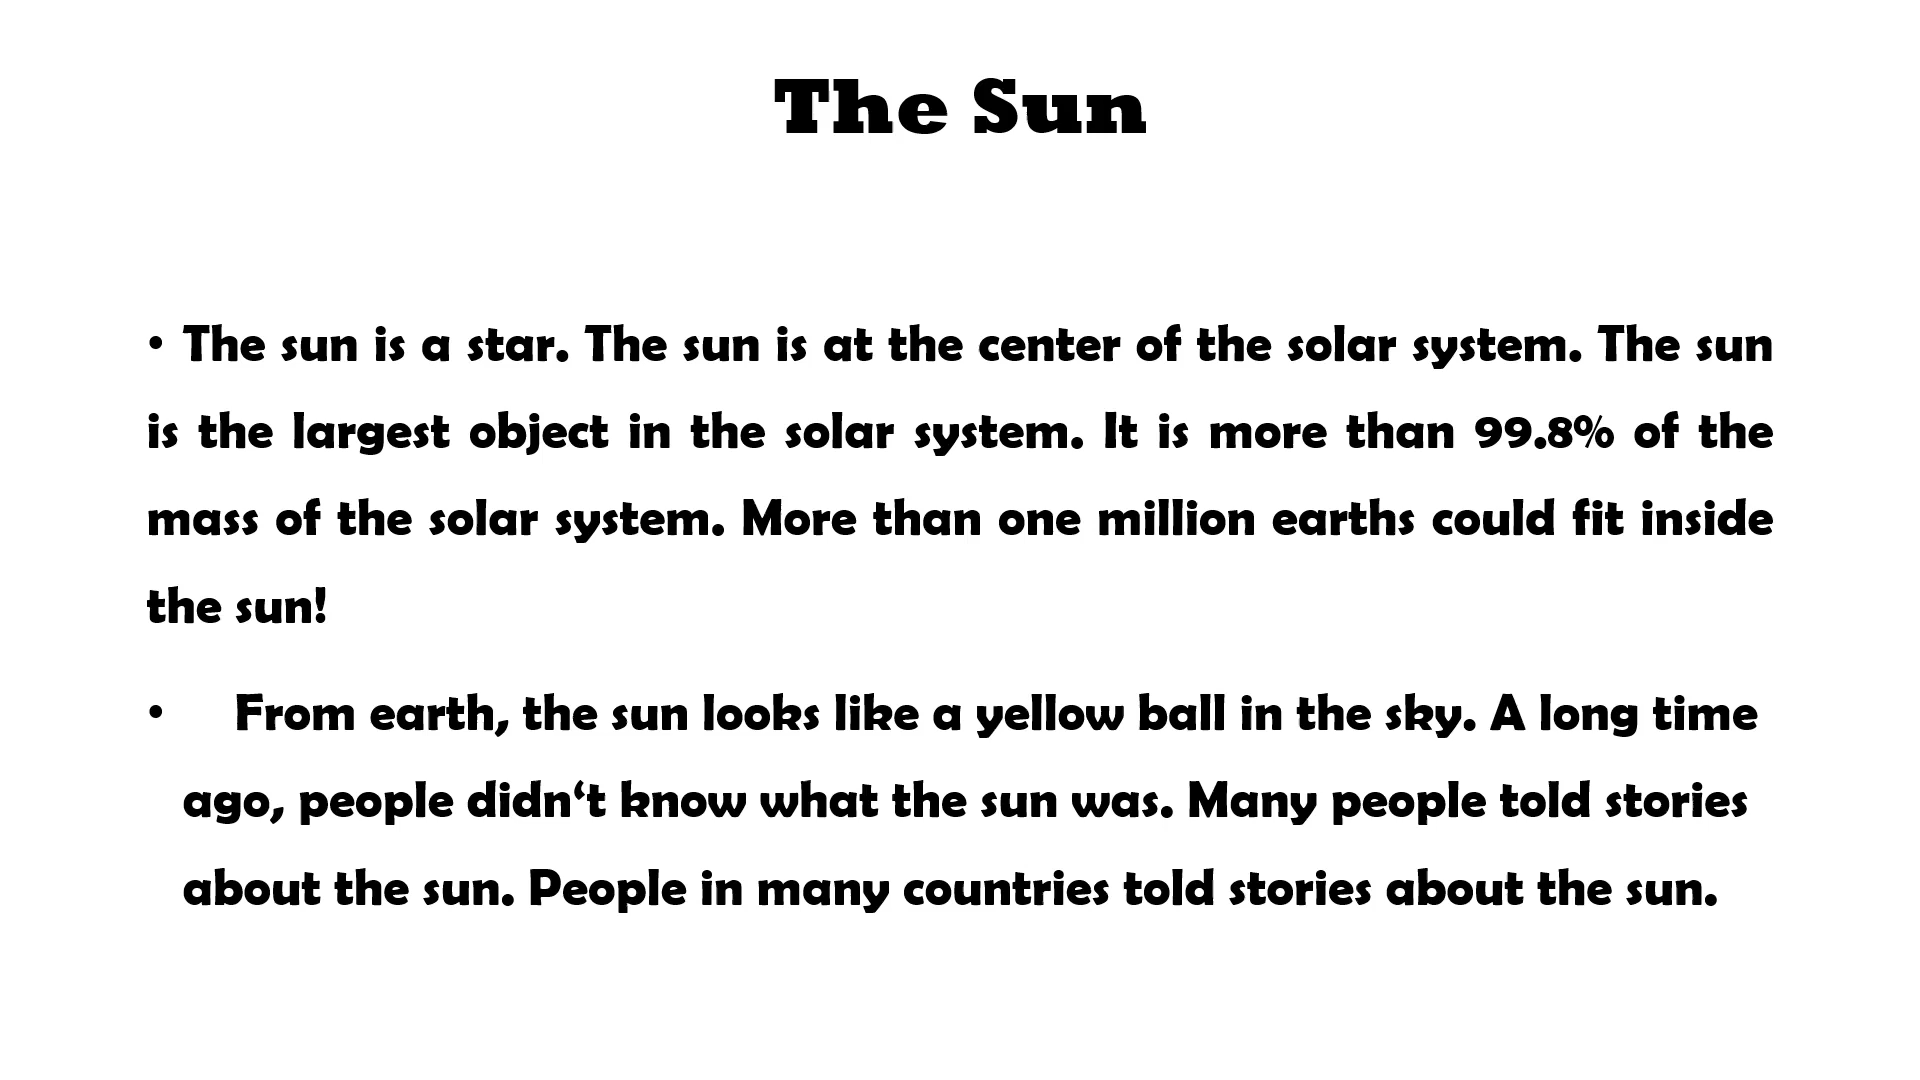 The Sun
• The sun is a star. The sun is at the center of the solar system. The sun
is the largest object in the solar system. It is more than 99.8% of the
mass of the solar system. More than one million earths could fit inside
the sun!
• From earth, the sun looks like a yellow ball in the sky. A long time
ago, people didn‘t know what the sun was. Many people told stories
about the sun. People in many countries told stories about the sun.